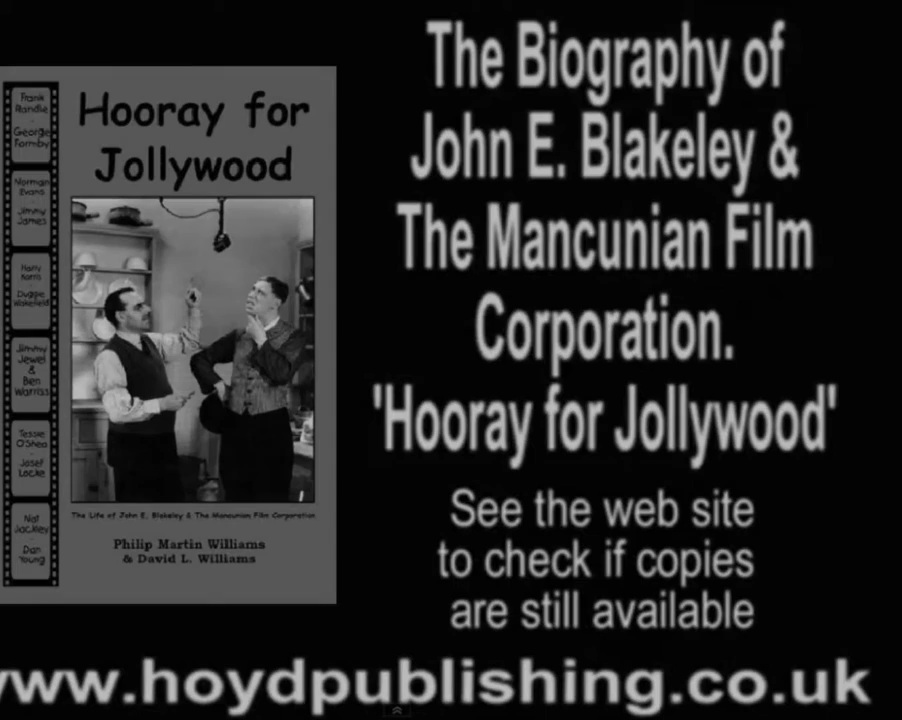 Frank
Randle
-
George
Formby
Norman
Evans
-
Jimmy
James
Harry
Korris
-
Duggie
Wakefield
Jimmy
Jewel
&
Ben
Warriss
Tessie
O'Shea
-
Josef
Locke
Nat
Jackley
-
Dan
Young
Hooray for
Jollywood
The Life of John E. Blakeley & The Mancunian Film Corporation
Philip Martin Williams
& David L. Williams
The Biography of
John E. Blakeley &
The Mancunian Film
Corporation.
'Hooray for Jollywood'
See the web site
to check if copies
are still available
www.hoydpublishing.co.uk